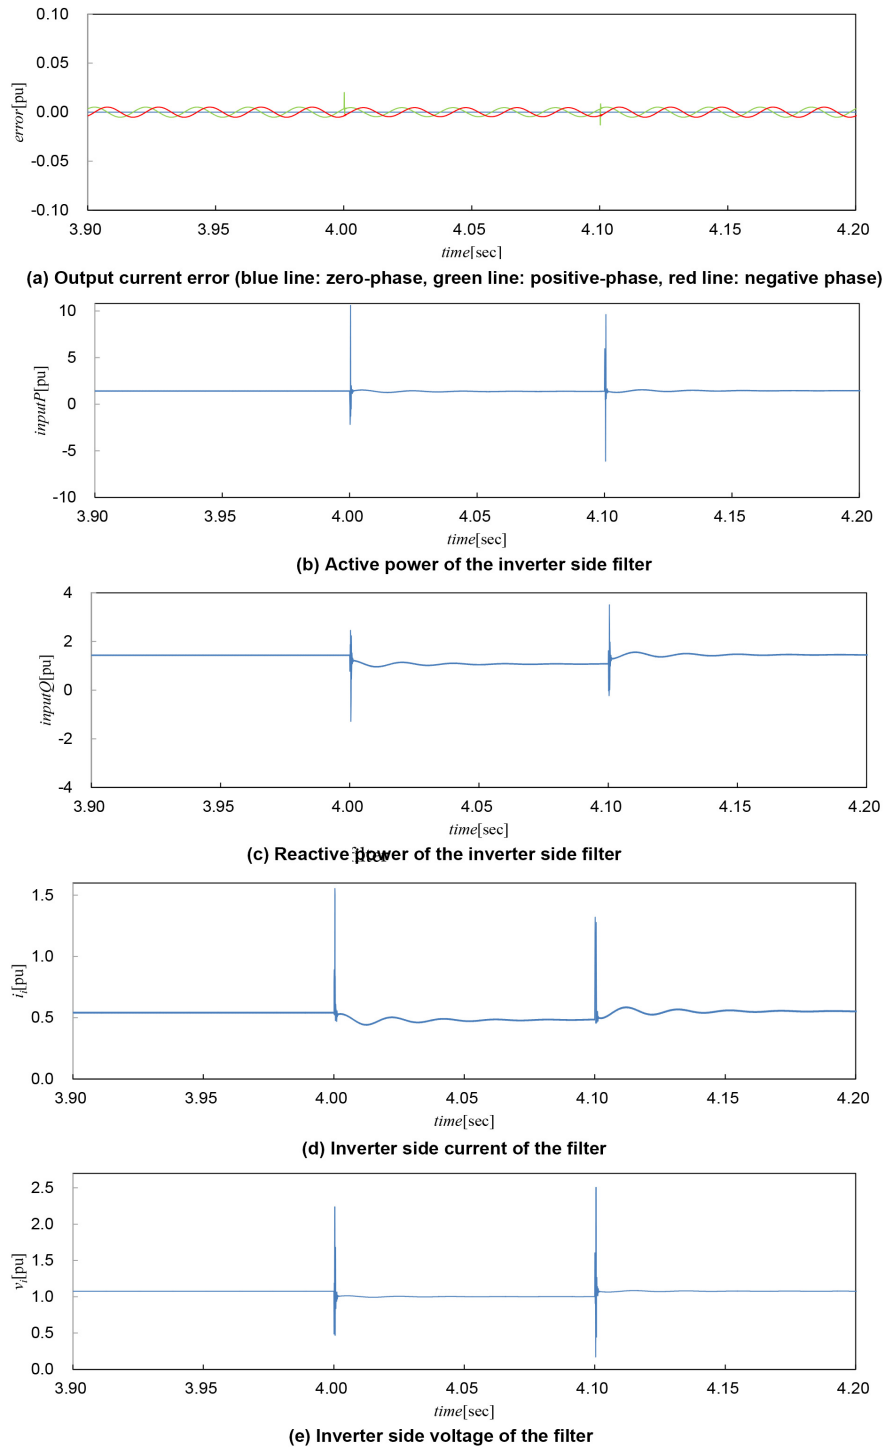 0.10
0.05
0.00
-0.05
-0.10
error[pu]
3.90 3.95 4.00 4.05 4.10 4.15 4.20
time[sec]
(a) Output current error (blue line: zero-phase, green line: positive-phase, red line: negative phase)
10
5
0
-5
-10
inputP[pu]
3.90 3.95 4.00 4.05 4.10 4.15 4.20
time[sec]
(b) Active power of the inverter side filter
4
2
0
-2
-4
inputQ[pu]
3.90 3.95 4.00 4.05 4.10 4.15 4.20
time[sec]
(c) Reactive power of the inverter side filter
1.5
1.0
0.5
0.0
i_i[pu]
3.90 3.95 4.00 4.05 4.10 4.15 4.20
time[sec]
(d) Inverter side current of the filter
2.5
2.0
1.5
1.0
0.5
0.0
v_i[pu]
3.90 3.95 4.00 4.05 4.10 4.15 4.20
time[sec]
(e) Inverter side voltage of the filter